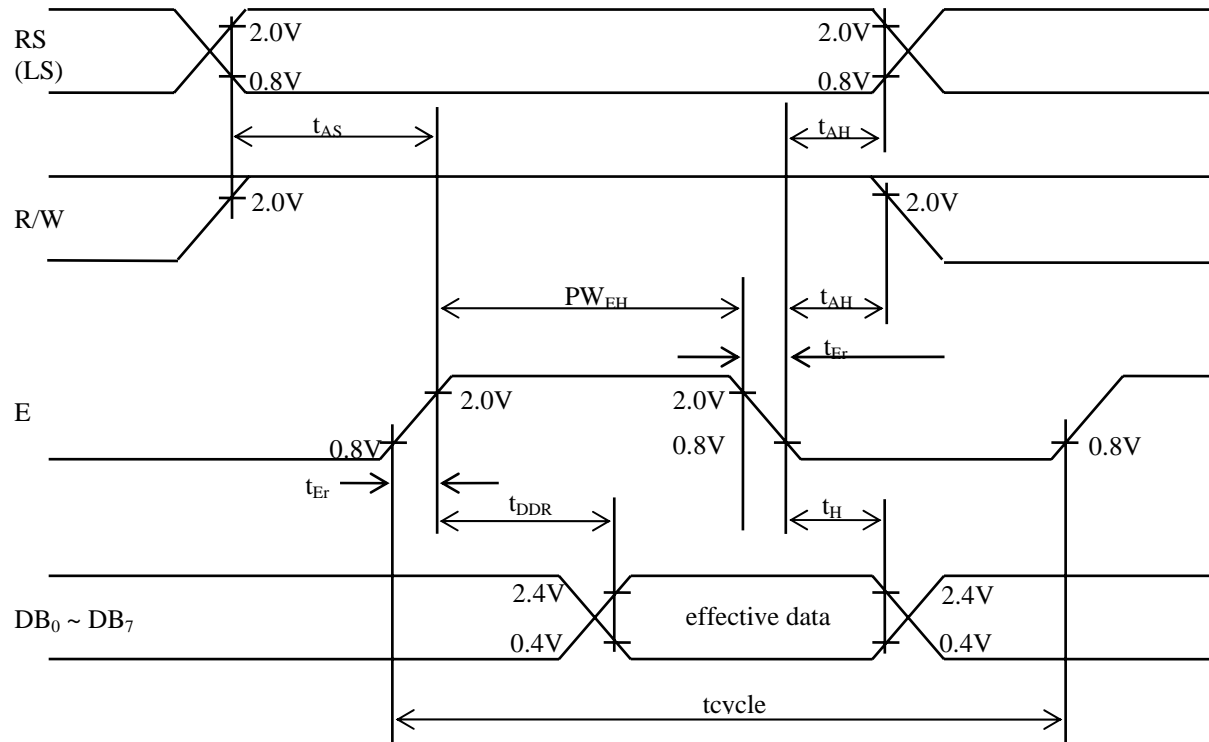 RS
(LS)
2.0V
2.0V
0.8V
0.8V
tAS
tAH
R/W
2.0V
2.0V
PWEH
tAH
tEr
E
2.0V
2.0V
0.8V
0.8V
0.8V
tEr
tDDR
tH
DB0 ~ DB7
2.4V
effective data
2.4V
0.4V
0.4V
tcycle